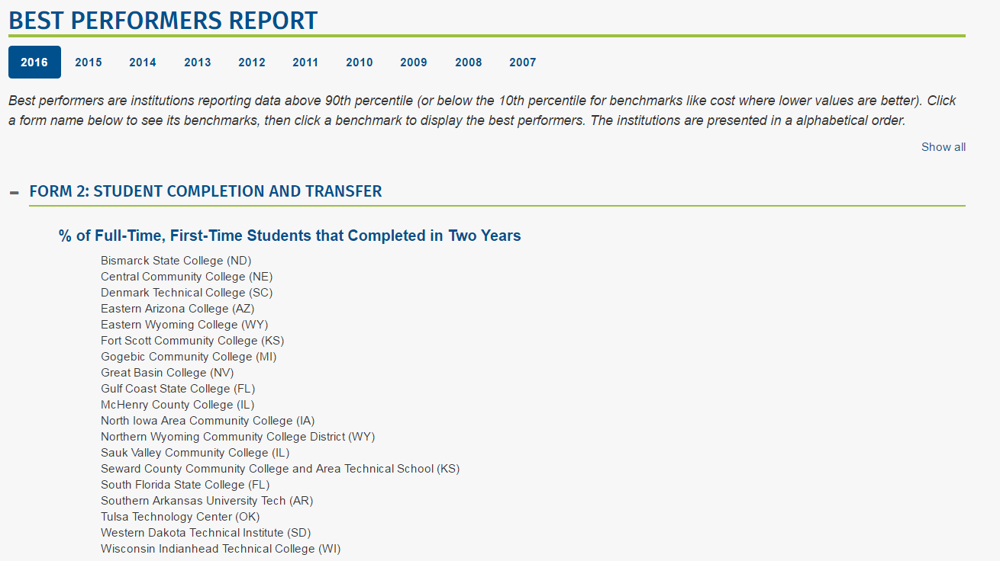 BEST PERFORMERS REPORT
2016 2015 2014 2013 2012 2011 2010 2009 2008 2007
Best performers are institutions reporting data above 90th percentile (or below the 10th percentile for benchmarks like cost where lower values are better). Click
a form name below to see its benchmarks, then click a benchmark to display the best performers. The institutions are presented in a alphabetical order.
Show all
FORM 2: STUDENT COMPLETION AND TRANSFER
% of Full-Time, First-Time Students that Completed in Two Years
Bismarck State College (ND)
Central Community College (NE)
Denmark Technical College (SC)
Eastern Arizona College (AZ)
Eastern Wyoming College (WY)
Fort Scott Community College (KS)
Gogebic Community College (MI)
Great Basin College (NV)
Gulf Coast State College (FL)
McHenry County College (IL)
North Iowa Area Community College (IA)
Northern Wyoming Community College District (WY)
Sauk Valley Community College (IL)
Seward County Community College and Area Technical School (KS)
South Florida State College (FL)
Southern Arkansas University Tech (AR)
Tulsa Technology Center (OK)
Western Dakota Technical Institute (SD)
Wisconsin Indianhead Technical College (WI)